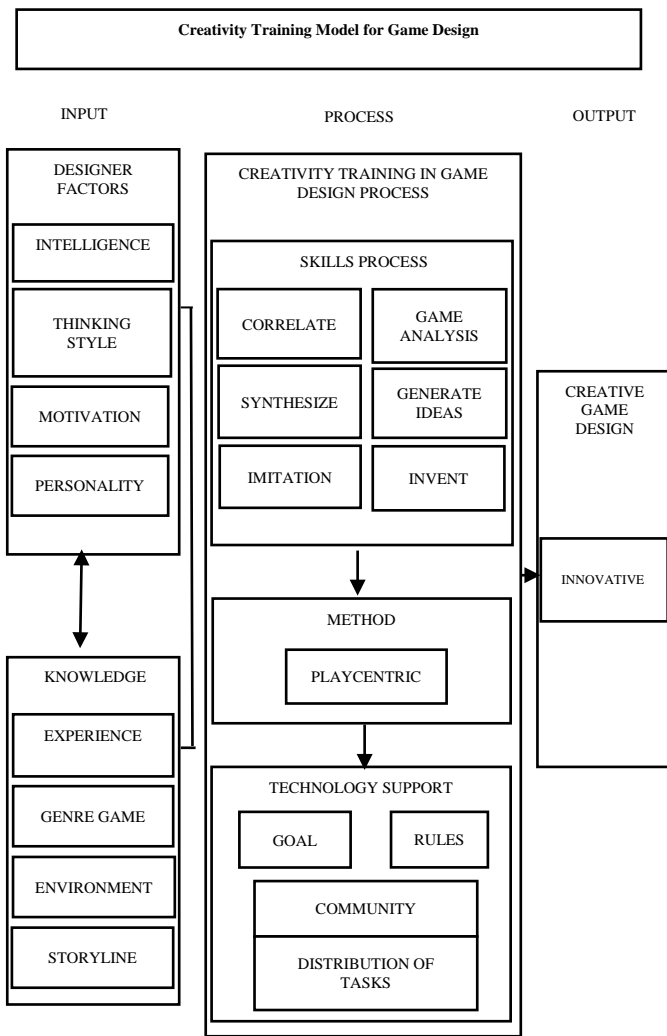 Creativity Training Model for Game Design
INPUT
PROCESS
OUTPUT
DESIGNER
FACTORS
INTELLIGENCE
THINKING
STYLE
MOTIVATION
PERSONALITY
KNOWLEDGE
EXPERIENCE
GENRE GAME
ENVIRONMENT
STORYLINE
CREATIVITY TRAINING IN GAME
DESIGN PROCESS
SKILLS PROCESS
CORRELATE
GAME
ANALYSIS
SYNTHESIZE
GENERATE
IDEAS
IMITATION
INVENT
METHOD
PLAYCENTRIC
TECHNOLOGY SUPPORT
GOAL
RULES
COMMUNITY
DISTRIBUTION OF
TASKS
CREATIVE
GAME
DESIGN
INNOVATIVE